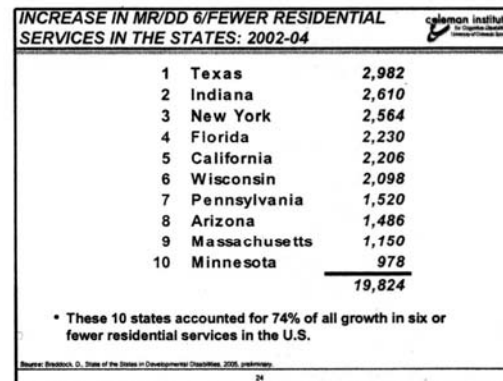 INCREASE IN MR/DD 6/FEWER RESIDENTIAL
SERVICES IN THE STATES: 2002-04
coleman institute
1 Texas 2,982
2 Indiana 2,610
3 New York 2,564
4 Florida 2,230
5 California 2,206
6 Wisconsin 2,098
7 Pennsylvania 1,520
8 Arizona 1,486
9 Massachusetts 1,150
10 Minnesota 978
19,824
* These 10 states accounted for 74% of all growth in six or
fewer residential services in the U.S.
Source: Braddock, D., State of the States in Developmental Disabilities, 2005, preliminary.
24